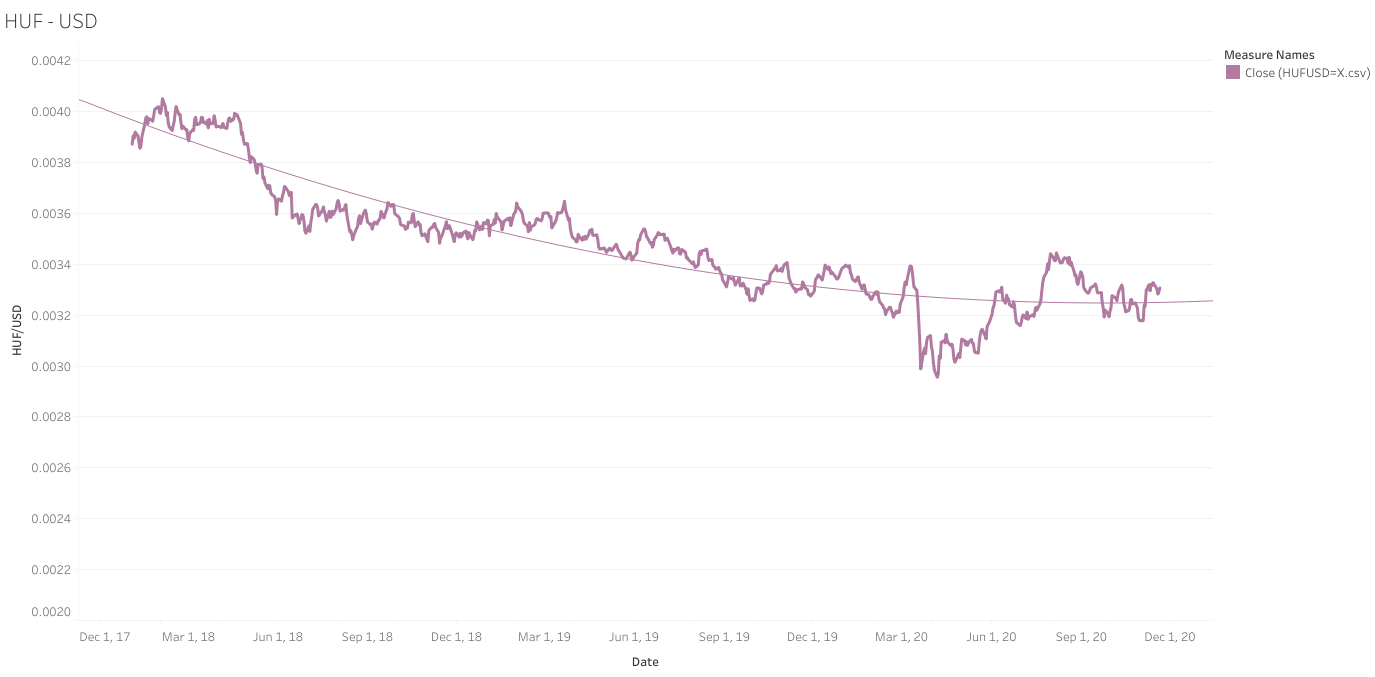 HUF - USD
Measure Names
Close (HUFUSD=X.csv)
0.0042
0.0040
0.0038
0.0036
0.0034
0.0032
0.0030
0.0028
0.0026
0.0024
0.0022
0.0020
HUF/USD
Dec 1, 17 Mar 1, 18 Jun 1, 18 Sep 1, 18 Dec 1, 18 Mar 1, 19 Jun 1, 19 Sep 1, 19 Dec 1, 19 Mar 1, 20 Jun 1, 20 Sep 1, 20 Dec 1, 20
Date